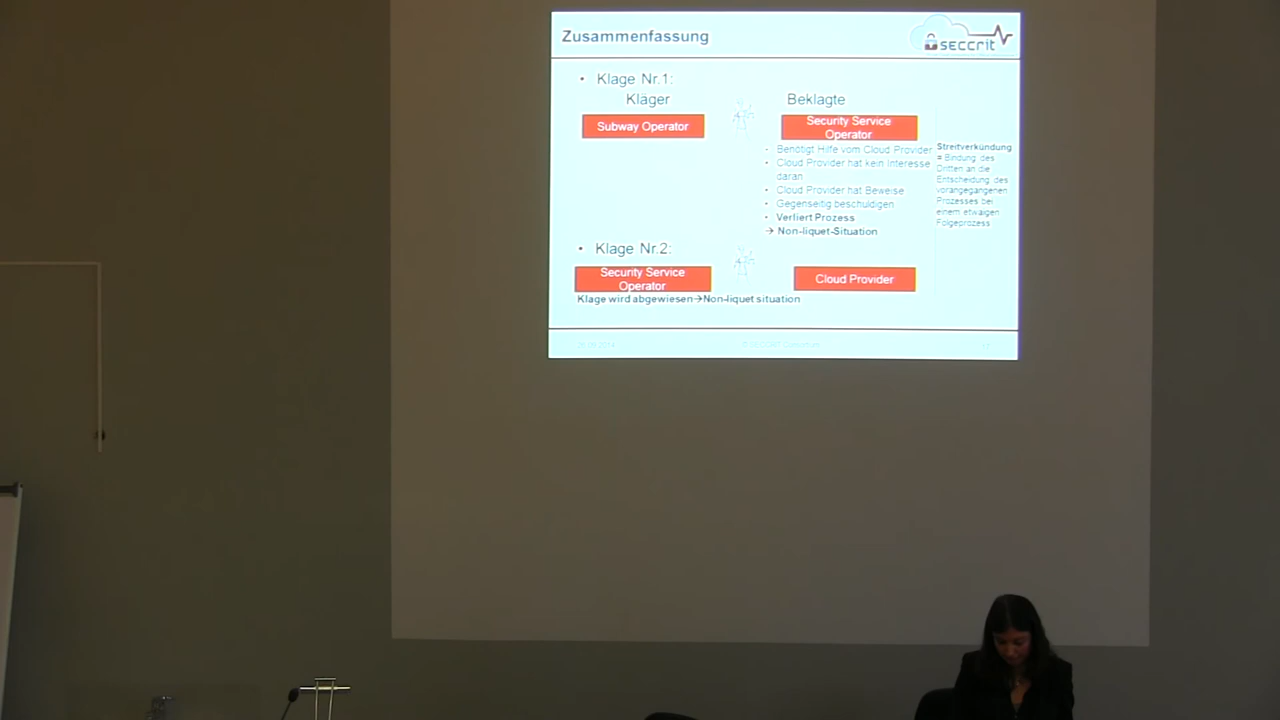 Zusammenfassung
seccrit
• Klage Nr.1:
Kläger
Beklagte
Subway Operator
Security Service
Operator
• Benötigt Hilfe vom Cloud Provider
• Cloud Provider hat kein Interesse
daran
• Cloud Provider hat Beweise
• Gegenseitig beschuldigen
• Verliert Prozess
→ Non-liquet-Situation
Streitverkündung
= Bindung des
Dritten an die
Entscheidung des
vorangegangenen
Prozesses bei
einem etwaigen
Folgeprozess
• Klage Nr.2:
Security Service
Operator
Cloud Provider
Klage wird abgewiesen→Non-liquet situation
© SECCRIT Consortium